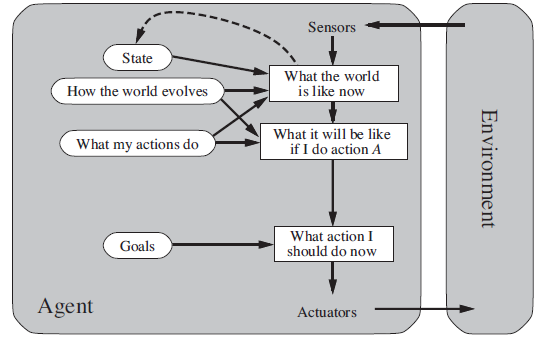 Sensors
State
What the world
is like now
How the world evolves
What it will be like
if I do action A
What my actions do
Environment
What action I
should do now
Goals
Agent
Actuators